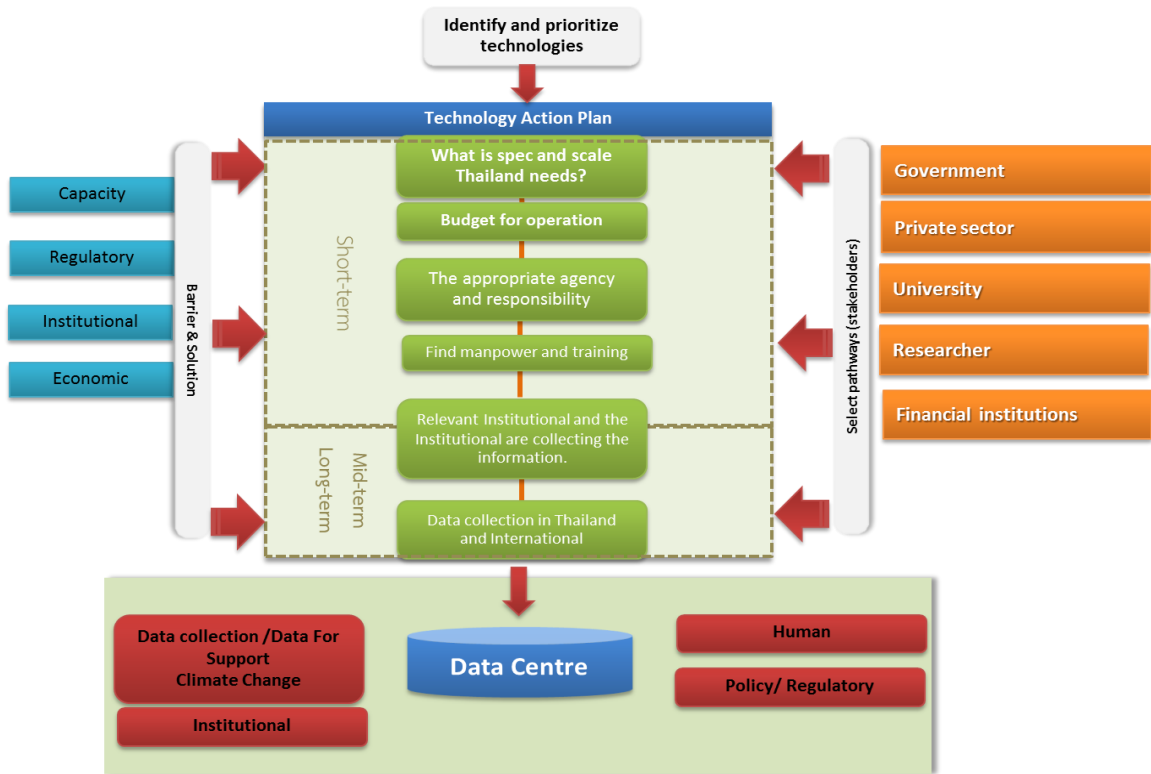 Identify and prioritize
technologies
Technology Action Plan
What is spec and scale
Thailand needs?
Budget for operation
The appropriate agency
and responsibility
Find manpower and training
Relevant Institutional and the
Institutional are collecting the
information.
Data collection in Thailand
and International
Short-term
Mid-term
Long-term
Capacity
Regulatory
Institutional
Economic
Barrier & Solution
Select pathways (stakeholders)
Government
Private sector
University
Researcher
Financial institutions
Data collection /Data For
Support
Climate Change
Institutional
Data Centre
Human
Policy/ Regulatory